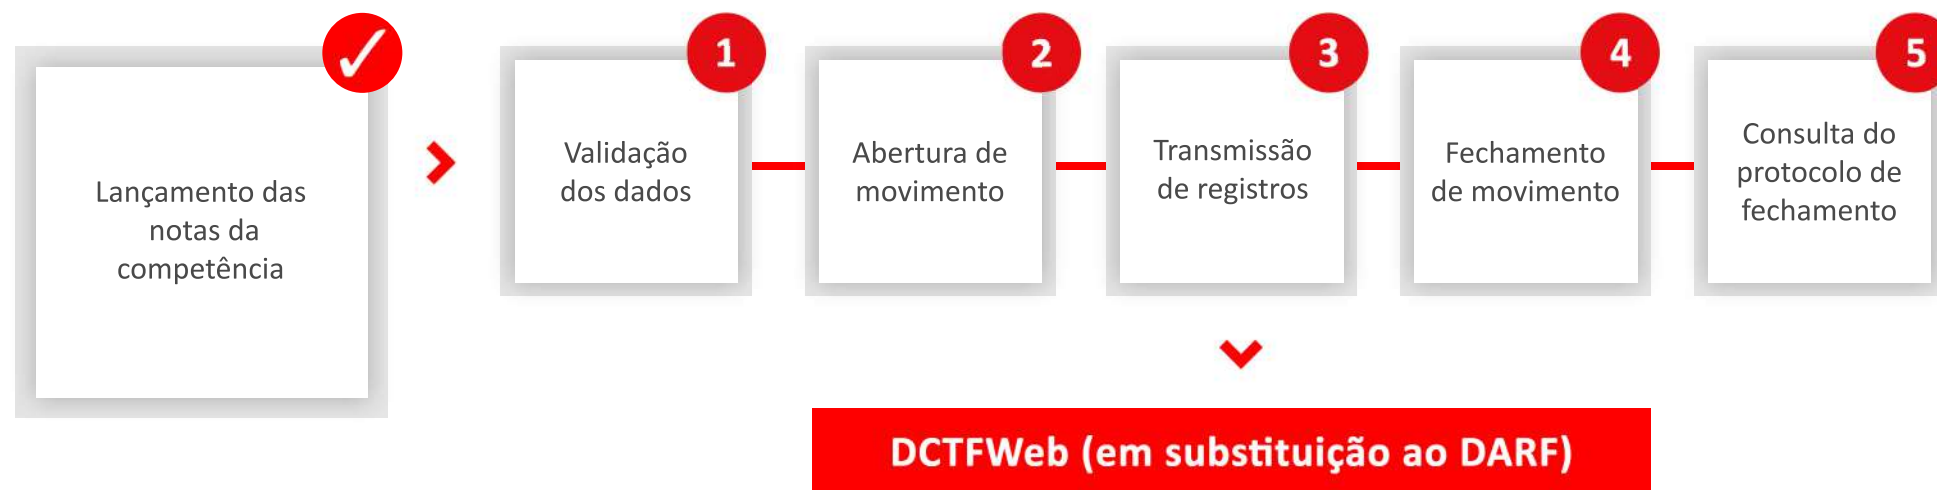 Lançamento das
notas da
competência
1
Validação
dos dados
2
Abertura de
movimento
3
Transmissão
de registros
4
Fechamento
de movimento
5
Consulta do
protocolo de
fechamento
DCTFWeb (em substituição ao DARF)